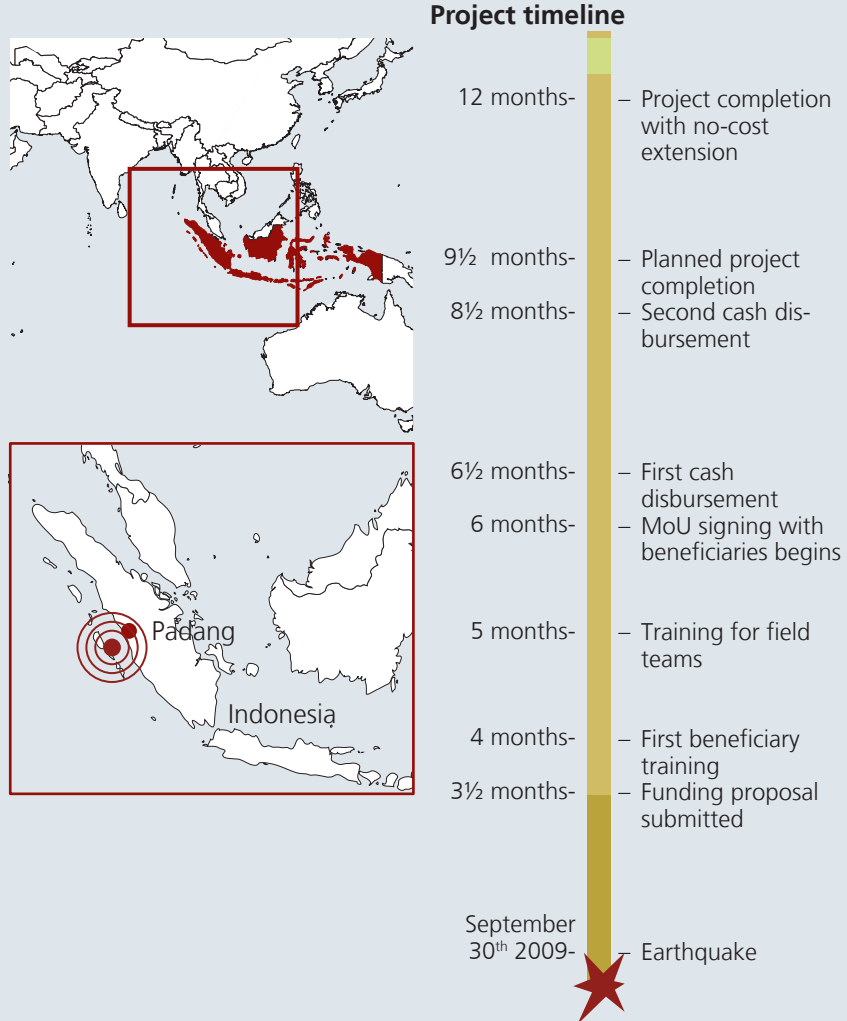 Project timeline
12 months-
– Project completion
with no-cost
extension
9½ months-
– Planned project
completion
8½ months-
– Second cash dis-
bursement
6½ months-
– First cash
disbursement
6 months-
– MoU signing with
beneficiaries begins
5 months-
– Training for field
teams
4 months-
– First beneficiary
training
3½ months-
– Funding proposal
submitted
September
30th 2009-
– Earthquake
Padang
Indonesia